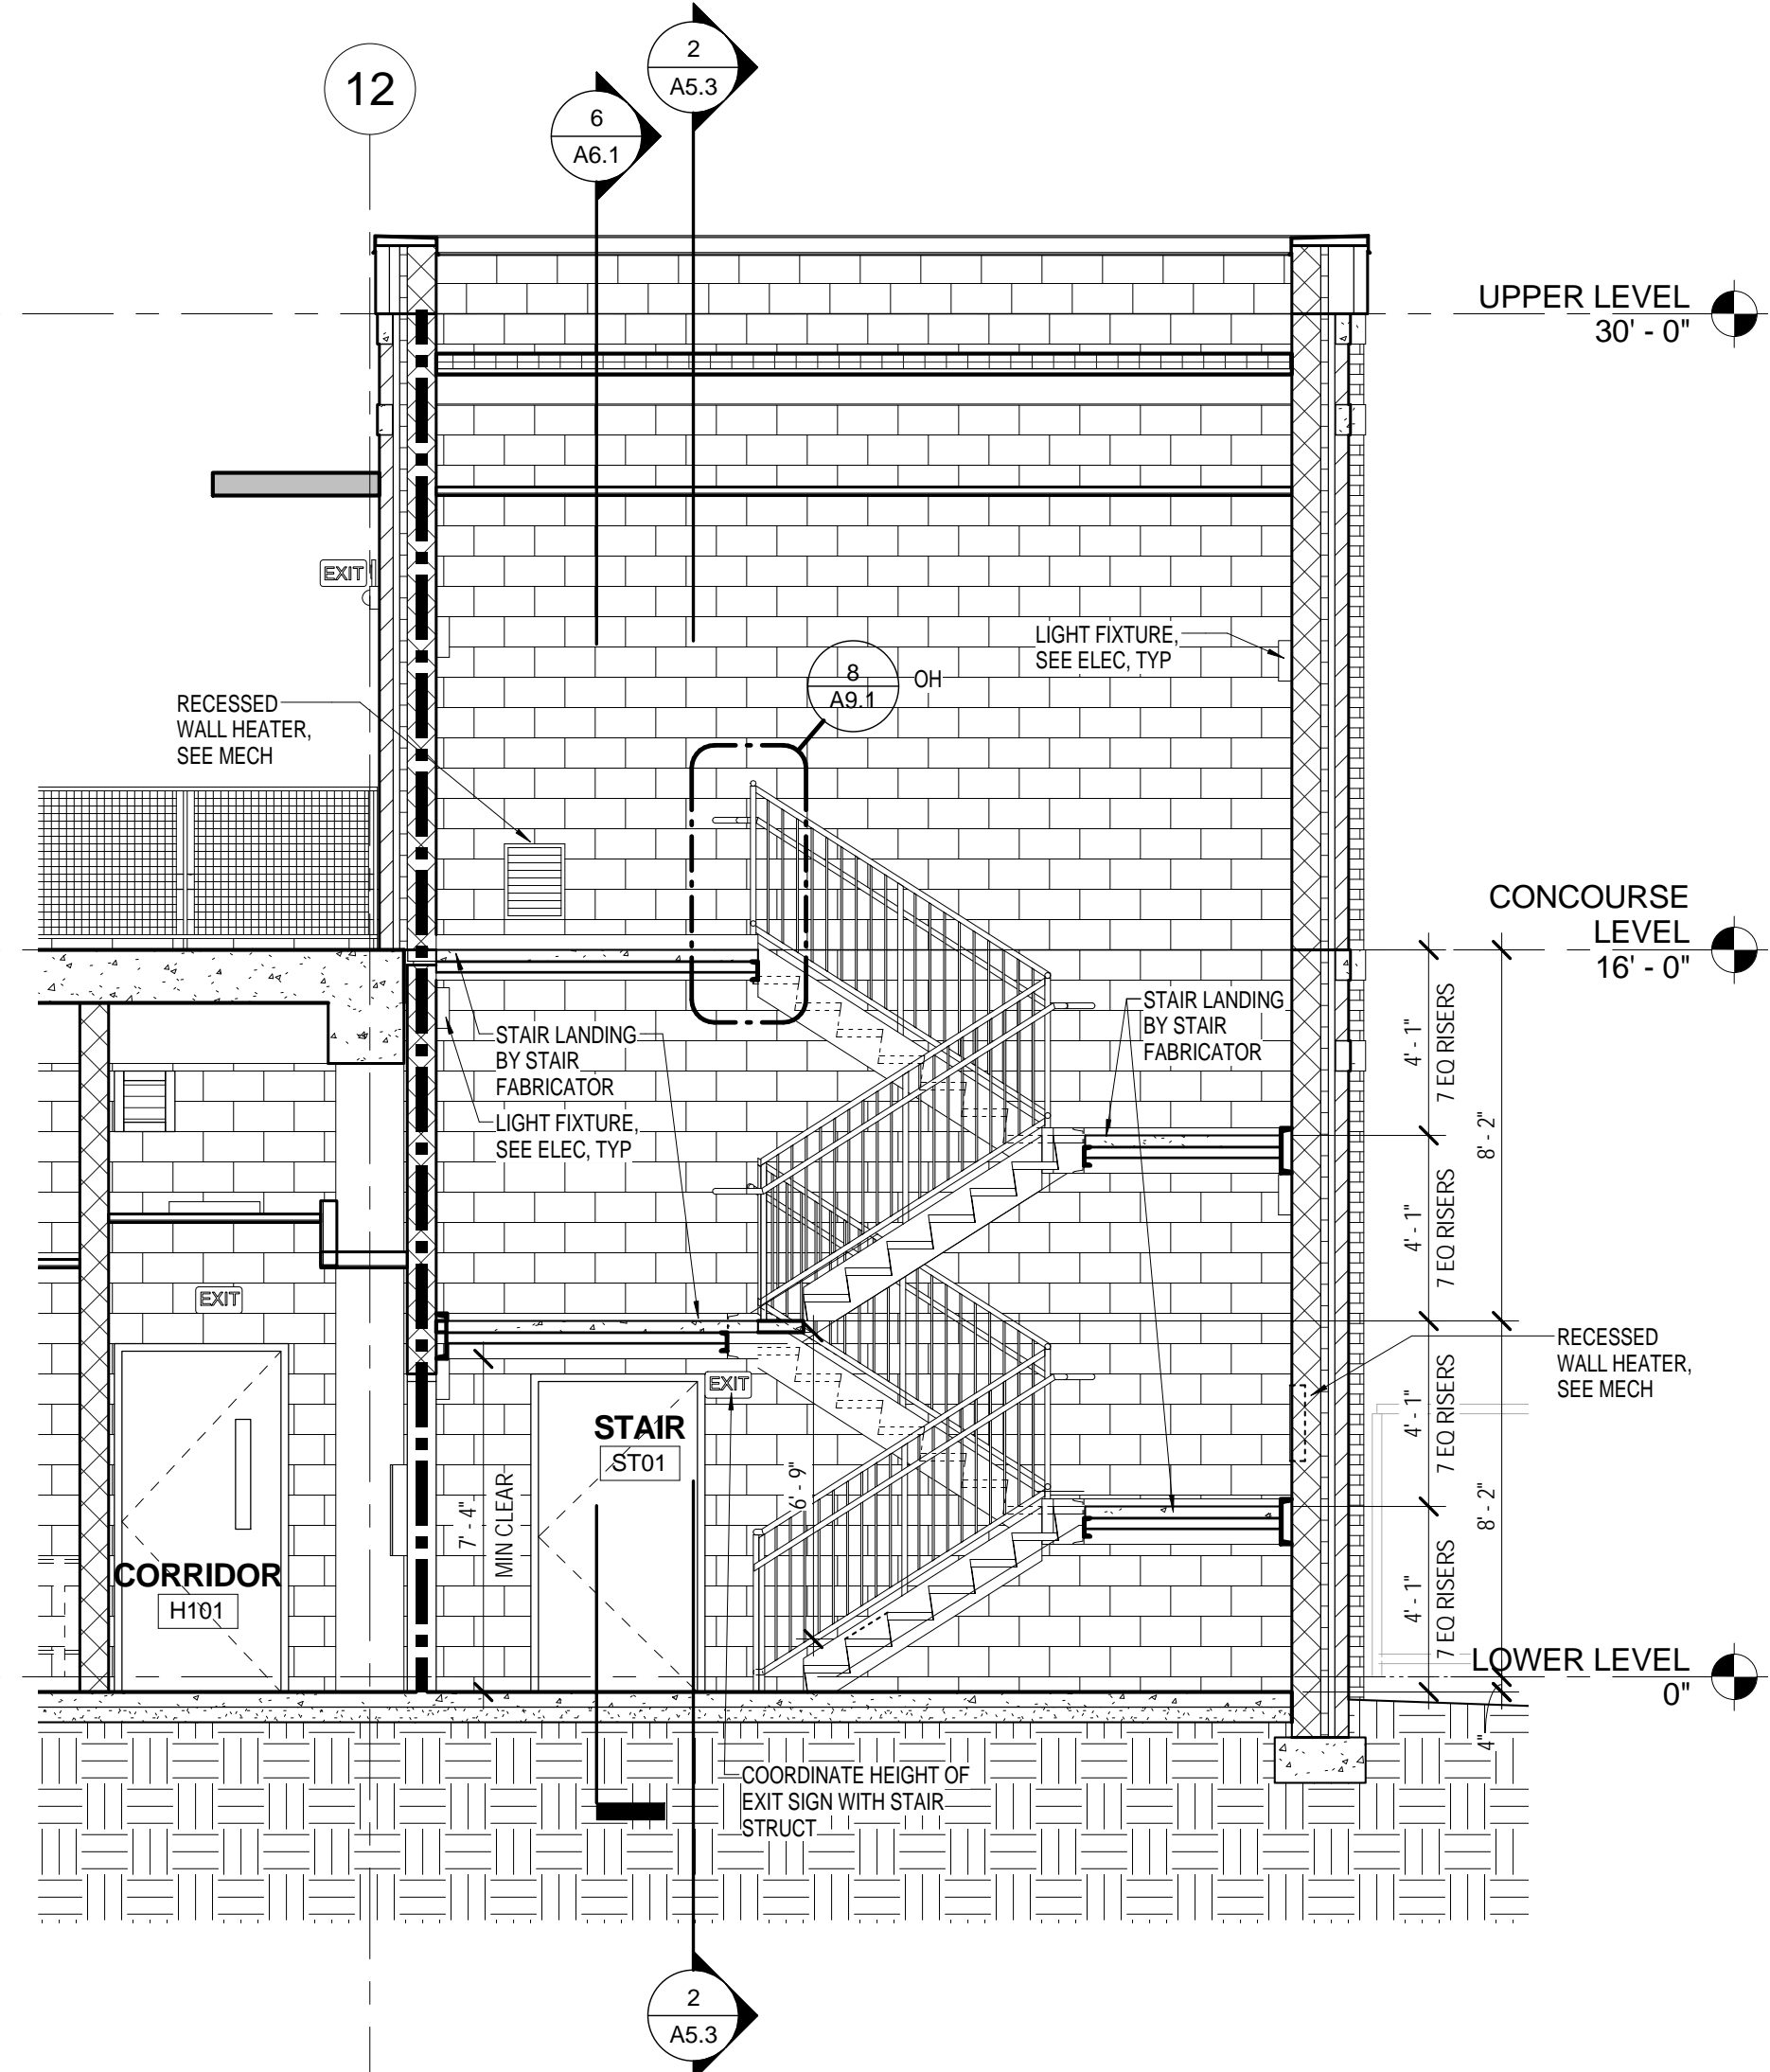 2
A5.3
12
6
A6.1
UPPER LEVEL
30' - 0"
EXIT
LIGHT FIXTURE,
SEE ELEC, TYP
8
A9.1
OH
RECESSED
WALL HEATER,
SEE MECH
CONCOURSE
LEVEL
16' - 0"
STAIR LANDING
BY STAIR
FABRICATOR
STAIR LANDING
BY STAIR
FABRICATOR
4' - 1"
7 EQ RISERS
8' - 2"
LIGHT FIXTURE,
SEE ELEC, TYP
4' - 1"
7 EQ RISERS
EXIT
RECESSED
WALL HEATER,
SEE MECH
EXIT
STAIR
ST01
4' - 1"
7 EQ RISERS
6' - 9"
7' - 4"
MIN CLEAR
8' - 2"
CORRIDOR
H101
4' - 1"
7 EQ RISERS
LOWER LEVEL
0"
4"
COORDINATE HEIGHT OF
EXIT SIGN WITH STAIR
STRUCT
2
A5.3